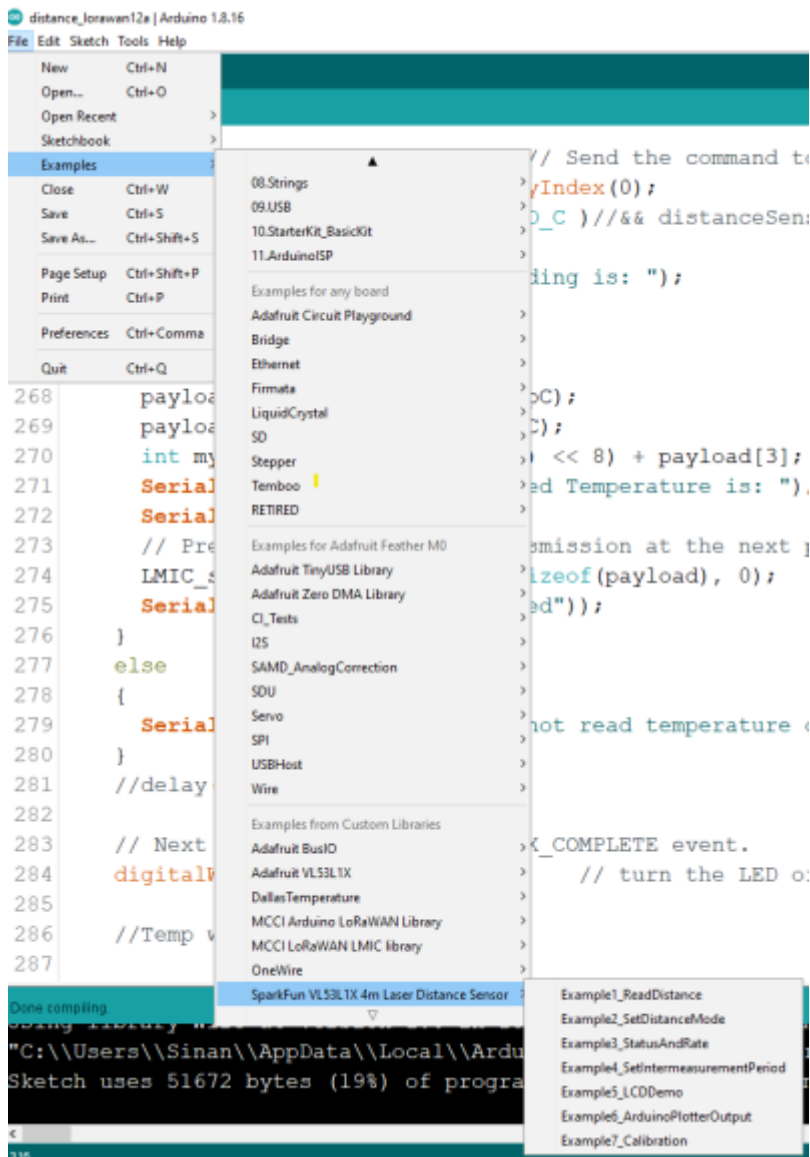 distance_lorawan12a | Arduino 1.8.16
File Edit Sketch Tools Help
New Ctrl+N
Open... Ctrl+O
Open Recent
Sketchbook
Examples
Close Ctrl+W
Save Ctrl+S
Save As... Ctrl+Shift+S
Page Setup Ctrl+Shift+P
Print Ctrl+P
Preferences Ctrl+Comma
Quit Ctrl+Q
08.Strings
09.USB
10.StarterKit_BasicKit
11.ArduinoISP
Examples for any board
Adafruit Circuit Playground
Bridge
Ethernet
Firmata
LiquidCrystal
SD
Stepper
Temboo
RETIRED
Examples for Adafruit Feather M0
Adafruit TinyUSB Library
Adafruit Zero DMA Library
CI_Tests
I2S
SAMD_AnalogCorrection
SDU
Servo
SPI
USBHost
Wire
Examples from Custom Libraries
Adafruit BusIO
Adafruit VL53L1X
DallasTemperature
MCCI Arduino LoRaWAN Library
MCCI LoRaWAN LMIC library
OneWire
SparkFun VL53L1X 4m Laser Distance Sensor
Example1_ReadDistance
Example2_SetDistanceMode
Example3_StatusAndRate
Example4_SetIntermeasurementPeriod
Example5_LCDDemo
Example6_ArduinoPlotterOutput
Example7_Calibration
// Send the command to
yIndex(0);
D_C )//&& distanceSens
ding is: ");
268 payloa oC);
269 payloa C);
270 int my ) << 8) + payload[3];
271 Serial ed Temperature is: ")
272 Serial
273 // Pre smission at the next p
274 LMIC_s izeof(payload), 0);
275 Serial ed"));
276 }
277 else
278 {
279 Serial not read temperature
280 }
281 //delay
282
283 // Next X_COMPLETE event.
284 digitalW // turn the LED o
285
286 //Temp w
287
Done compiling.
"C:\\Users\\Sinan\\AppData\\Local\\Ardu
Sketch uses 51672 bytes (19%) of progra